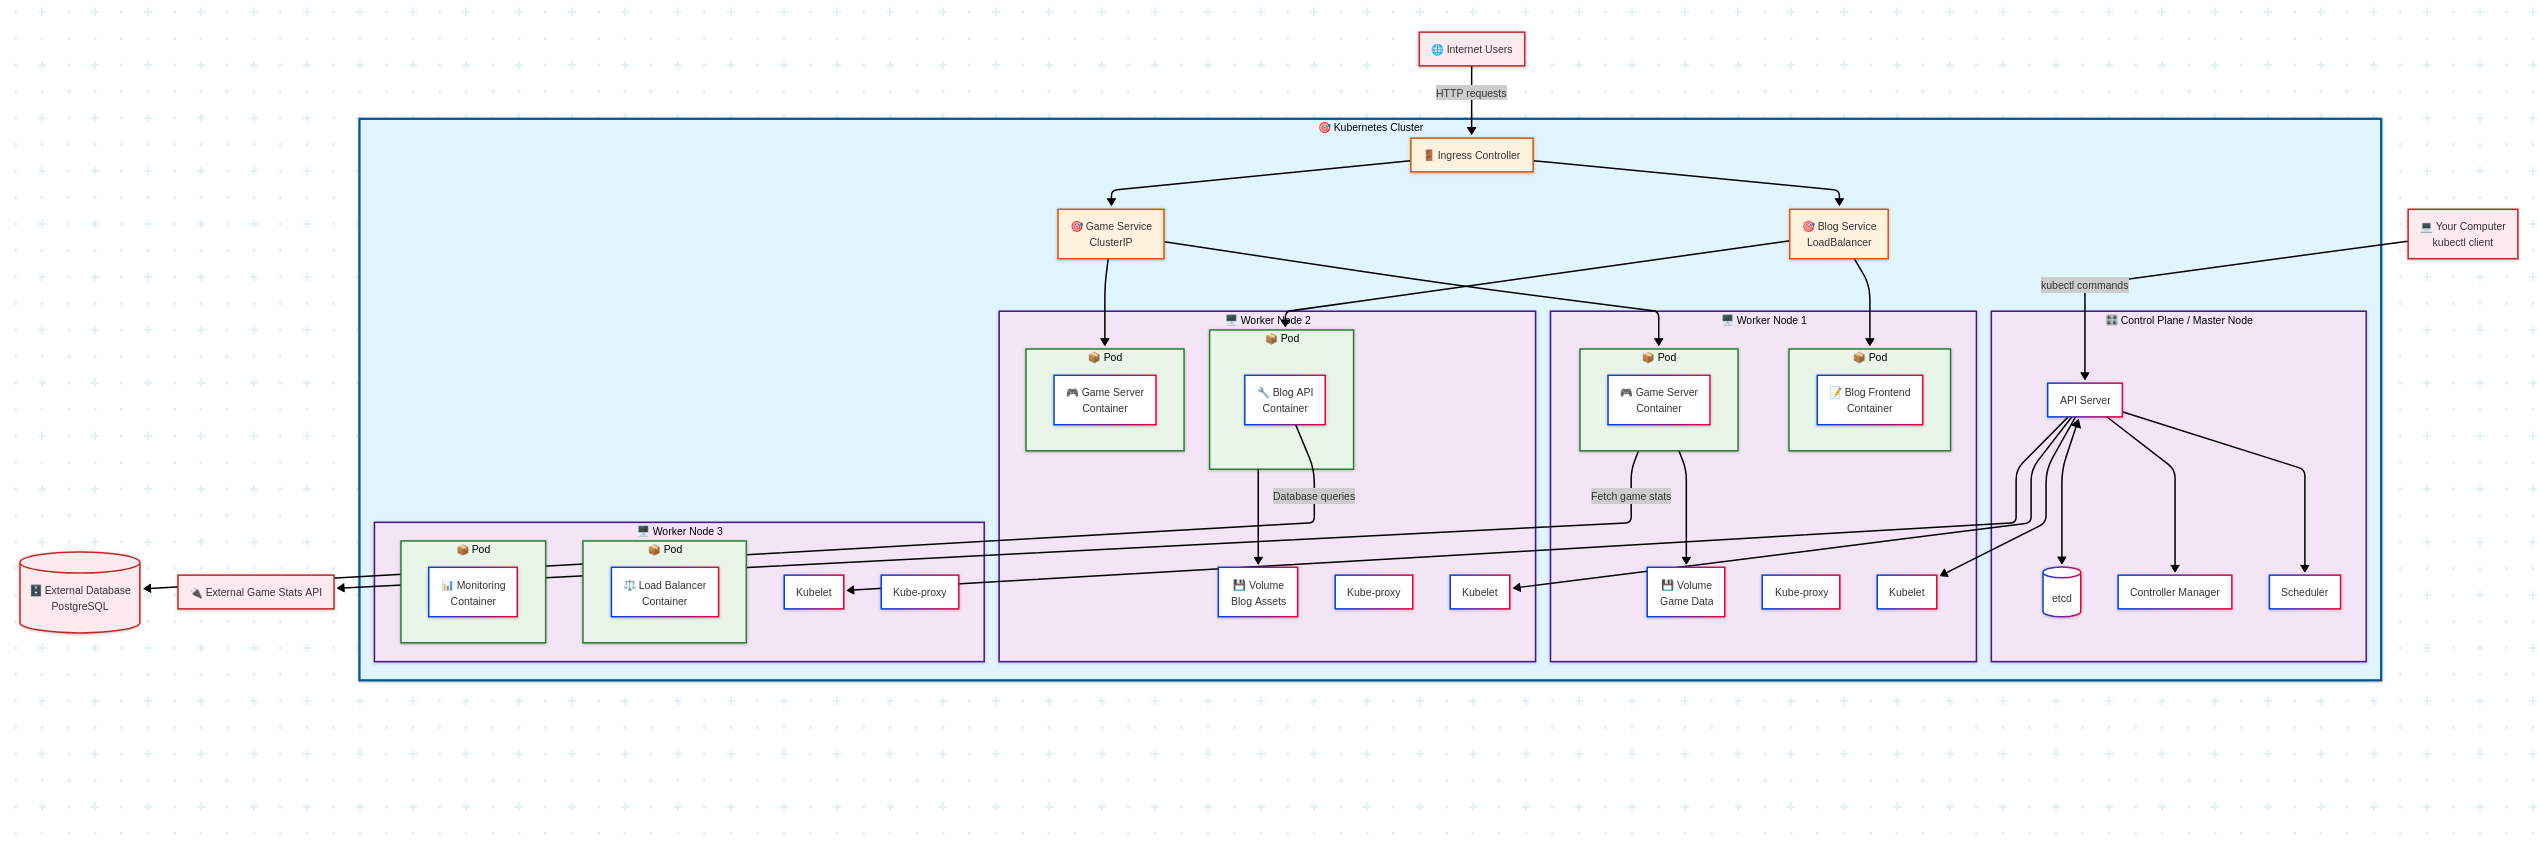 🌐 Internet Users
HTTP requests
🎯 Kubernetes Cluster
🚪 Ingress Controller
🎯 Game Service
ClusterIP
🎯 Blog Service
LoadBalancer
💻 Your Computer
kubectl client
kubectl commands
🖥️ Worker Node 2
📦 Pod
🎮 Game Server
Container
📦 Pod
🔧 Blog API
Container
Database queries
💾 Volume
Blog Assets
Kube-proxy
Kubelet
🖥️ Worker Node 1
📦 Pod
🎮 Game Server
Container
📦 Pod
📝 Blog Frontend
Container
Fetch game stats
💾 Volume
Game Data
Kube-proxy
Kubelet
🎛️ Control Plane / Master Node
API Server
etcd
Controller Manager
Scheduler
🖥️ Worker Node 3
📦 Pod
📊 Monitoring
Container
📦 Pod
⚖️ Load Balancer
Container
Kubelet
Kube-proxy
🗄️ External Database
PostgreSQL
🔌 External Game Stats API